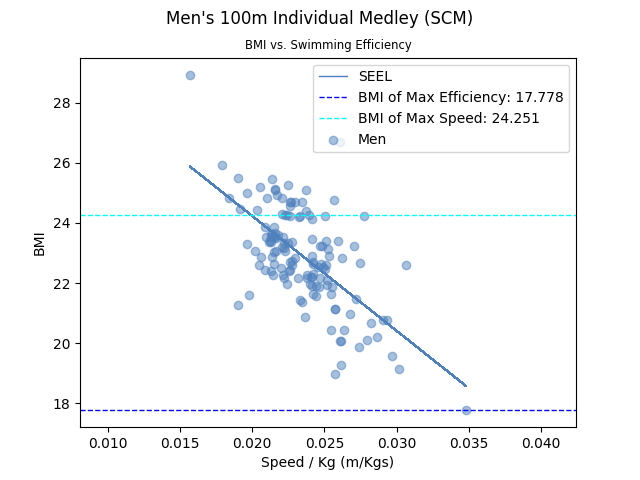 Men's 100m Individual Medley (SCM)
BMI vs. Swimming Efficiency
SEEL
BMI of Max Efficiency: 17.778
BMI of Max Speed: 24.251
Men
28
26
24
22
20
18
BMI
0.010 0.015 0.020 0.025 0.030 0.035 0.040
Speed / Kg (m/Kgs)